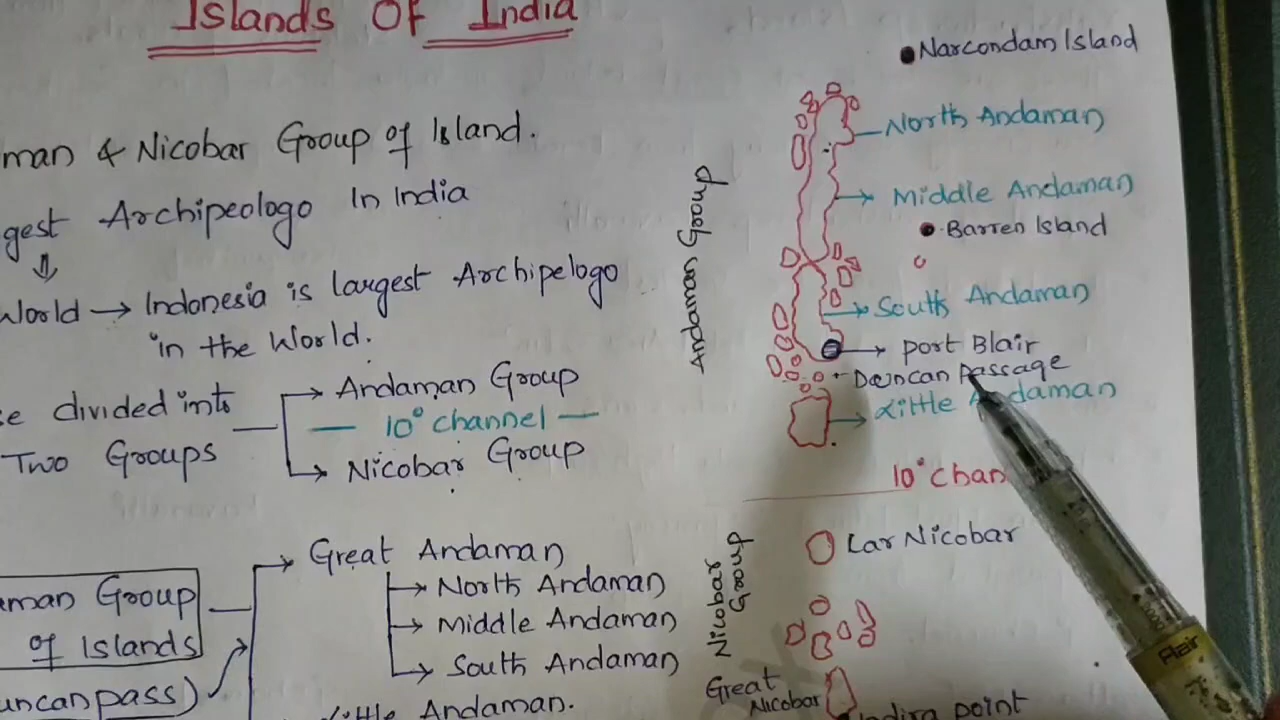 Islands Of India
man & Nicobar Group of Island.
gest Archipeologo In India
World → Indonesia is largest Archipelogo
in the World.
se divided into
Two Groups
→ Andaman Group
— 10° channel —
→ Nicobar Group
man Group
of Islands
uncan pass)
→ Great Andaman
→ North Andaman
→ Middle Andaman
→ South Andaman
Little Andaman.
Narcondam Island
North Andaman
→ Middle Andaman
Barren Island
→ South Andaman
→ Port Blair
Duncan Passage
→ Little Andaman
Andaman Group
10° Chan
Car Nicobar
Nicobar
Group
Great
Nicobar
Indira point
Flair